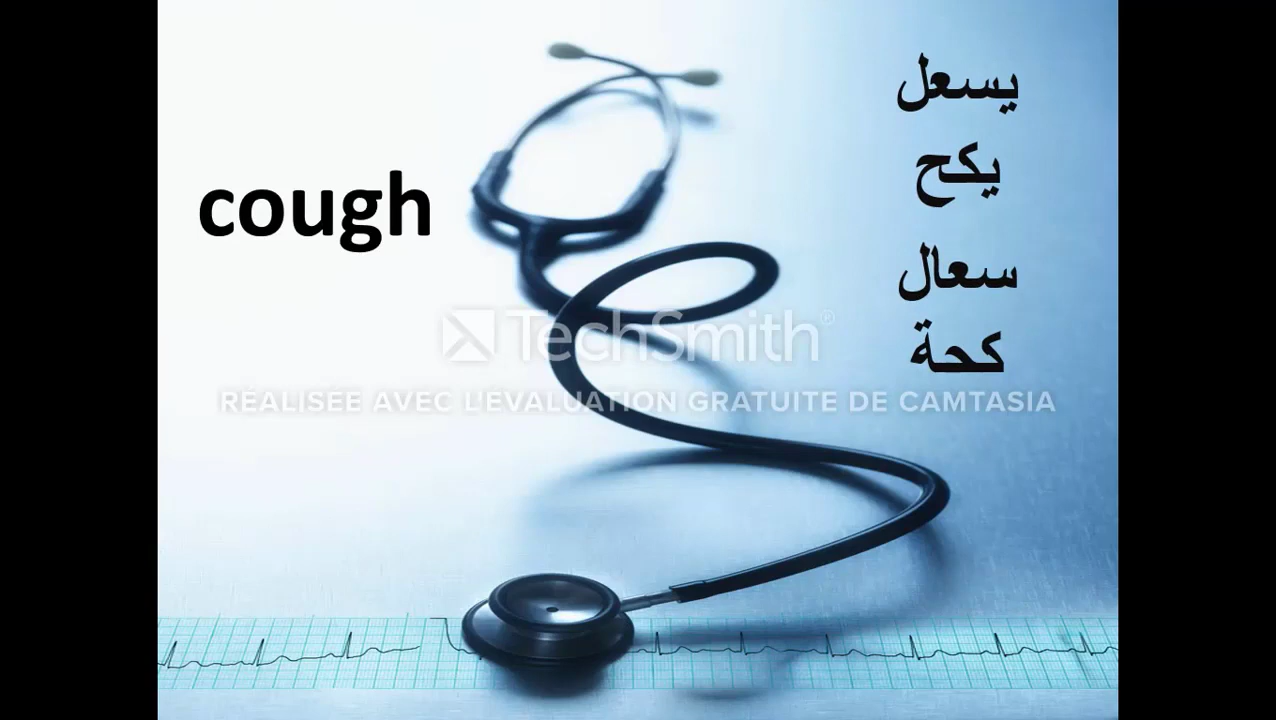 cough
يسعل
يكح
سعال
كحة
TechSmith®
RÉALISÉE AVEC L'ÉVALUATION GRATUITE DE CAMTASIA